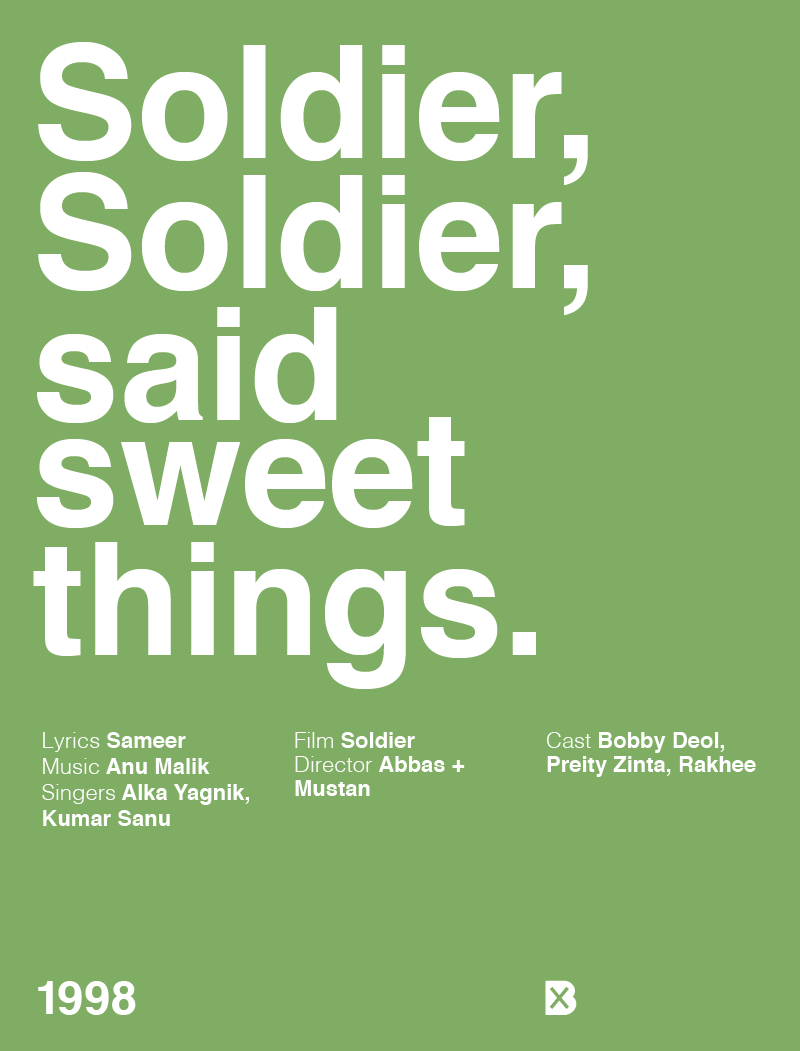 Soldier,
Soldier,
said
sweet
things.
Lyrics Sameer
Music Anu Malik
Singers Alka Yagnik,
Kumar Sanu
Film Soldier
Director Abbas +
Mustan
Cast Bobby Deol,
Preity Zinta, Rakhee
1998